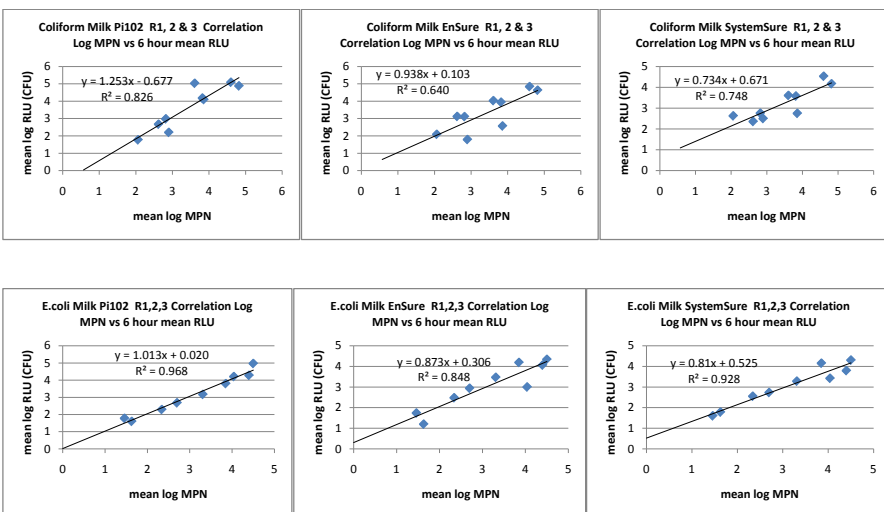 Coliform Milk Pi102 R1, 2 & 3 Correlation
Log MPN vs 6 hour mean RLU
y = 1.253x - 0.677
R² = 0.826
mean log RLU (CFU)
6
5
4
3
2
1
0
0 1 2 3 4 5 6
mean log MPN
Coliform Milk EnSure R1, 2 & 3
Correlation Log MPN vs 6 hour mean RLU
y = 0.938x + 0.103
R² = 0.640
mean log RLU (CFU)
6
5
4
3
2
1
0
0 1 2 3 4 5 6
mean log MPN
Coliform Milk SystemSure R1, 2 & 3
Correlation Log MPN vs 6 hour mean RLU
y = 0.734x + 0.671
R² = 0.748
mean log RLU (CFU)
5
4
3
2
1
0
0 1 2 3 4 5 6
mean log MPN
E.coli Milk Pi102 R1,2,3 Correlation Log
MPN vs 6 hour mean RLU
y = 1.013x + 0.020
R² = 0.968
mean log RLU (CFU)
6
5
4
3
2
1
0
0 1 2 3 4 5
mean log MPN
E.coli Milk EnSure R1,2,3 Correlation Log
MPN vs 6 hour mean RLU
y = 0.873x + 0.306
R² = 0.848
mean log RLU (CFU)
5
4
3
2
1
0
0 1 2 3 4 5
mean log MPN
E.coli Milk SystemSure R1,2,3 Correlation
Log MPN vs 6 hour mean RLU
y = 0.81x + 0.525
R² = 0.928
mean log RLU (CFU)
5
4
3
2
1
0
0 1 2 3 4 5
mean log MPN